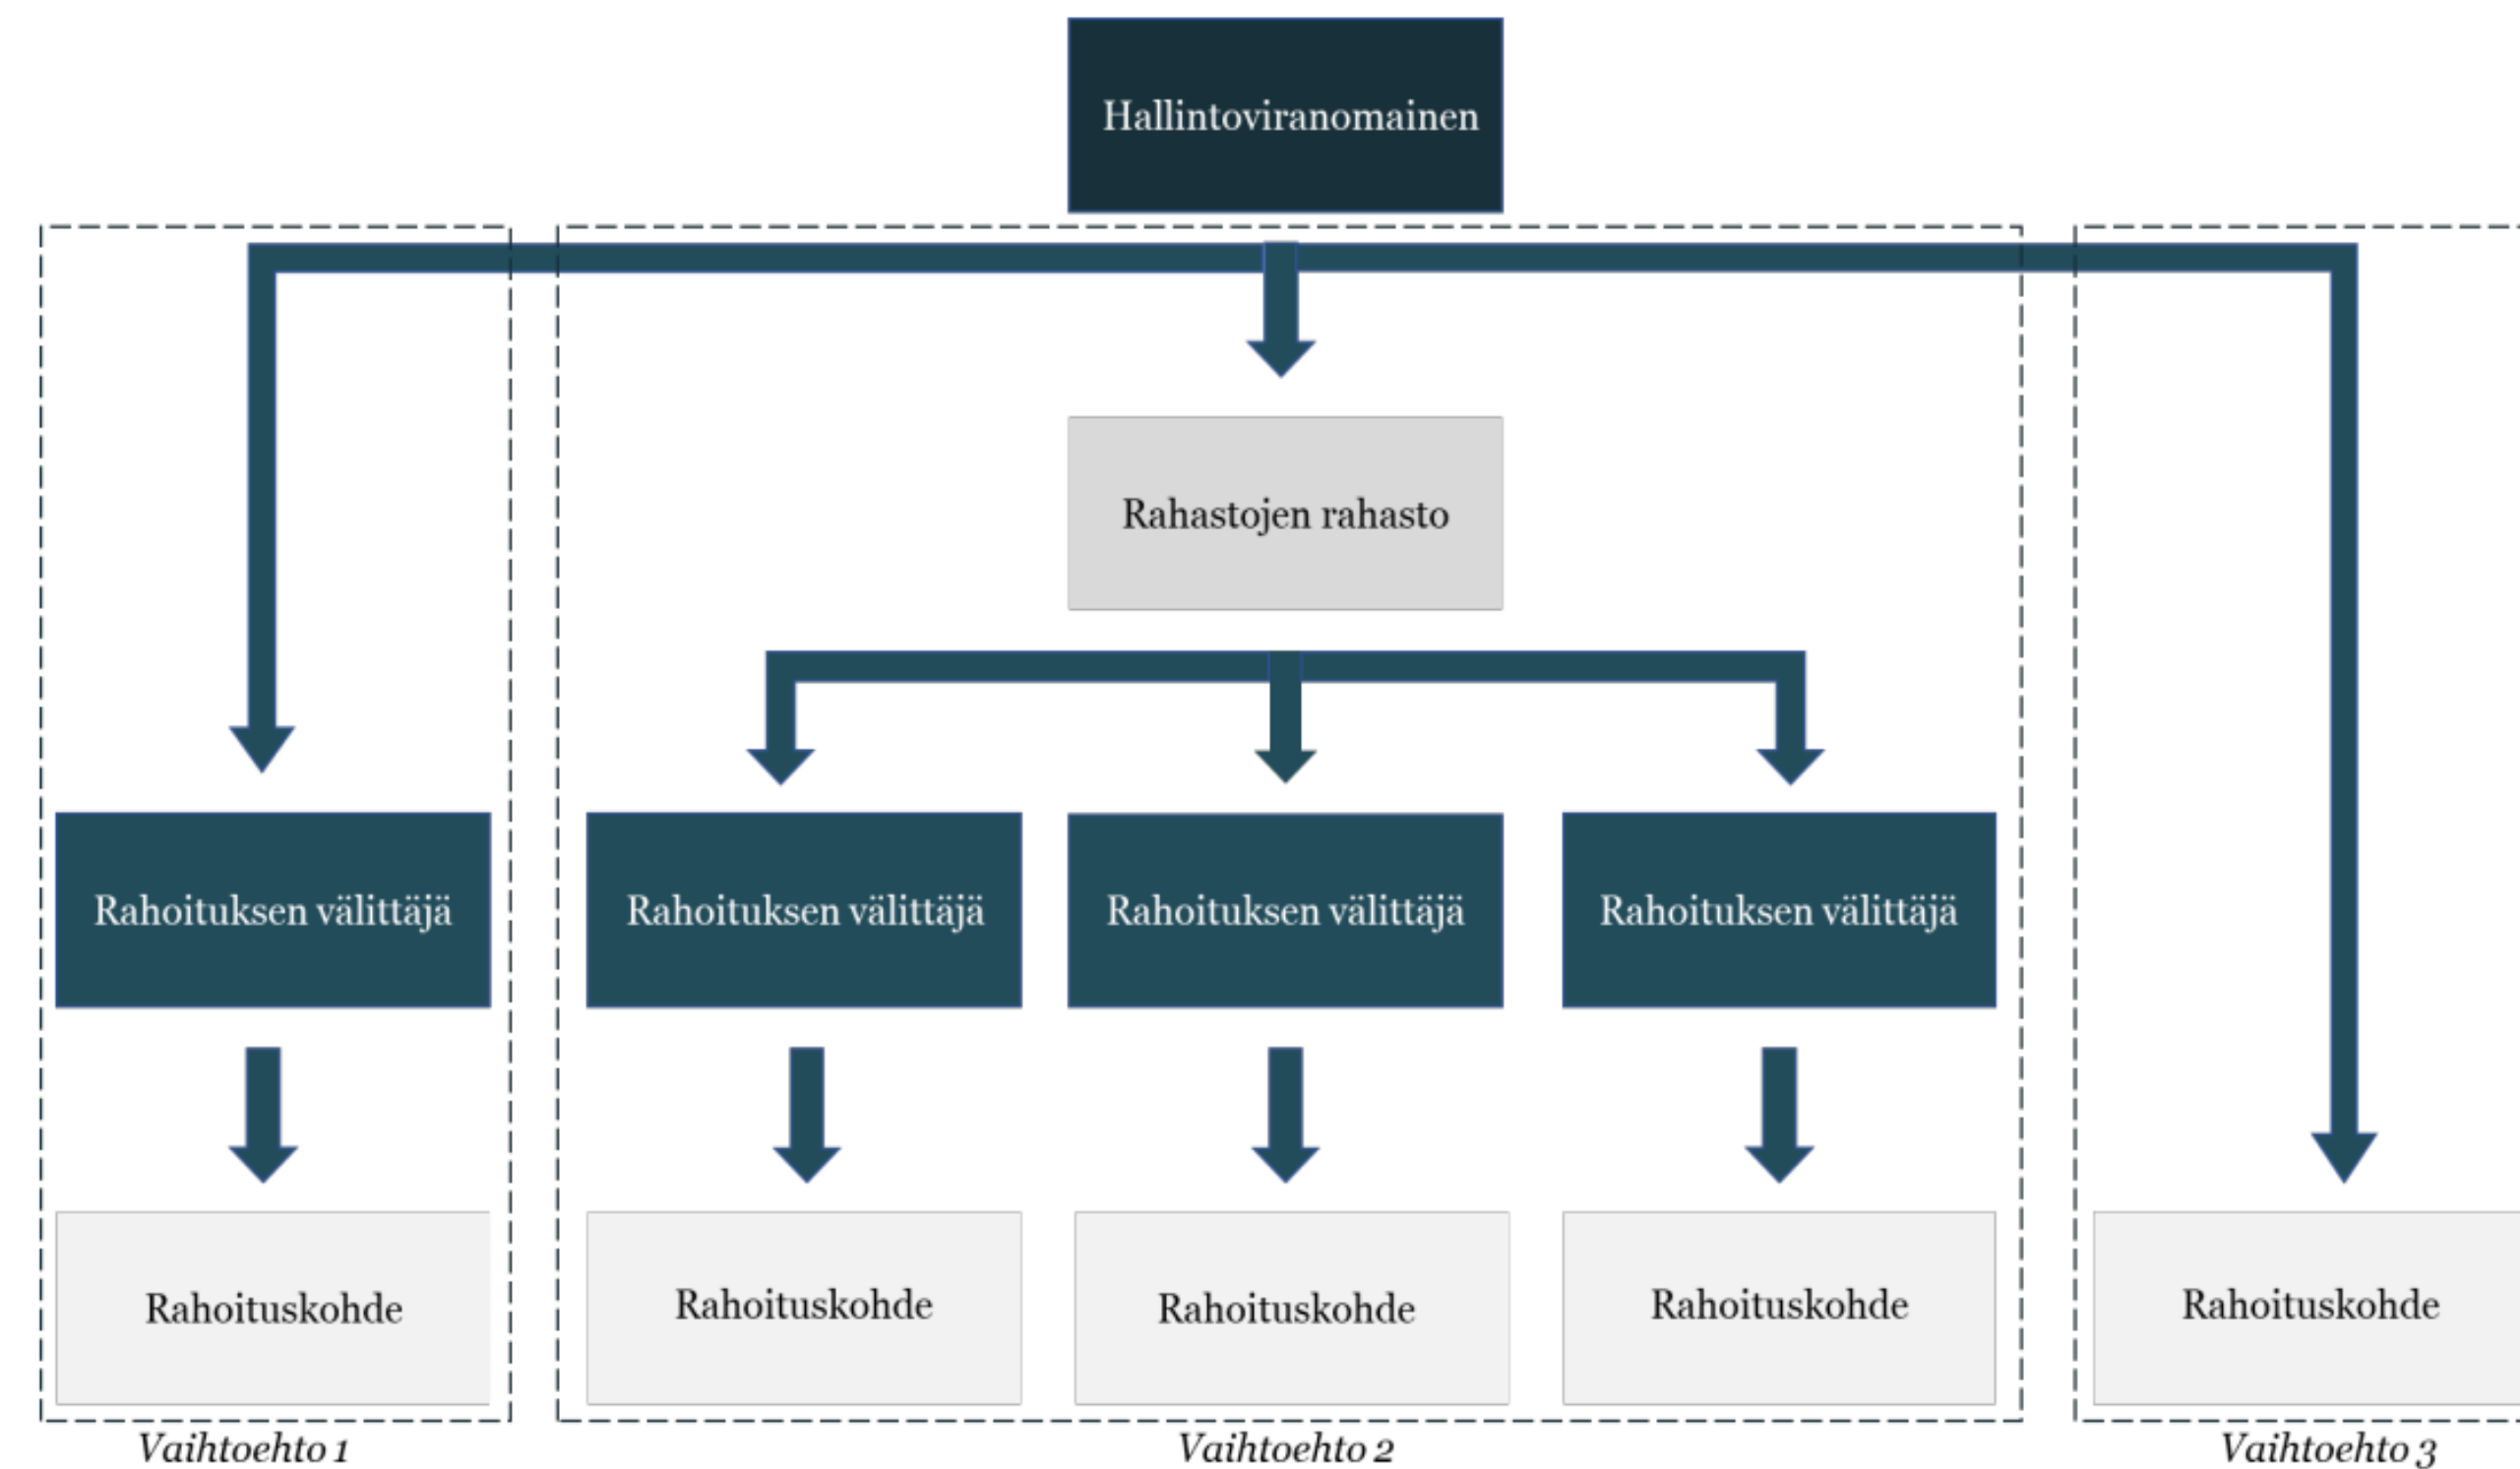 Hallintoviranomainen
Rahastojen rahasto
Rahoituksen välittäjä
Rahoituksen välittäjä
Rahoituksen välittäjä
Rahoituksen välittäjä
Rahoituskohde
Rahoituskohde
Rahoituskohde
Rahoituskohde
Rahoituskohde
Vaihtoehto 1
Vaihtoehto 2
Vaihtoehto 3